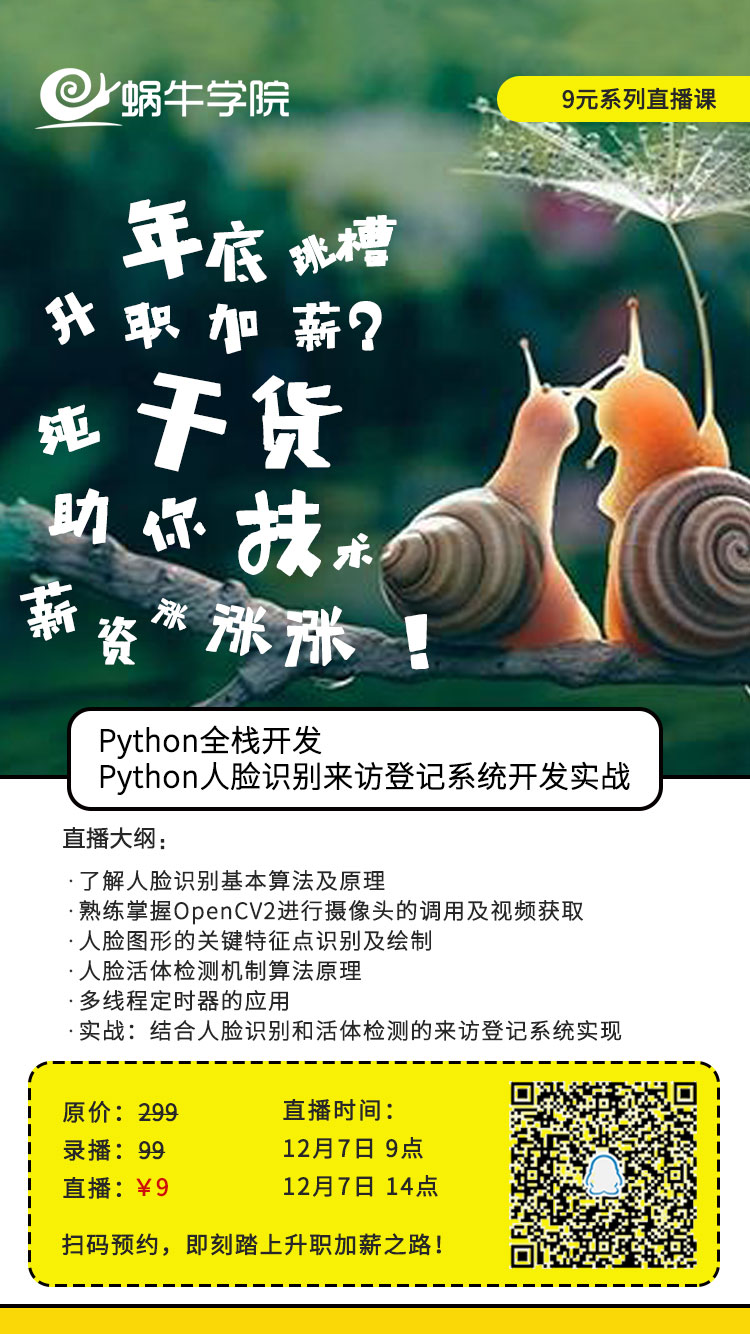 蜗牛学院
9元系列直播课
年底跳槽
升职加薪？
纯干货
助你技术
薪资涨涨涨！
Python全栈开发
Python人脸识别来访登记系统开发实战
直播大纲：
·了解人脸识别基本算法及原理
·熟练掌握OpenCV2进行摄像头的调用及视频获取
·人脸图形的关键特征点识别及绘制
·人脸活体检测机制算法原理
·多线程定时器的应用
·实战：结合人脸识别和活体检测的来访登记系统实现
原价：299
录播：99
直播：¥9
直播时间：
12月7日 9点
12月7日 14点
扫码预约，即刻踏上升职加薪之路！